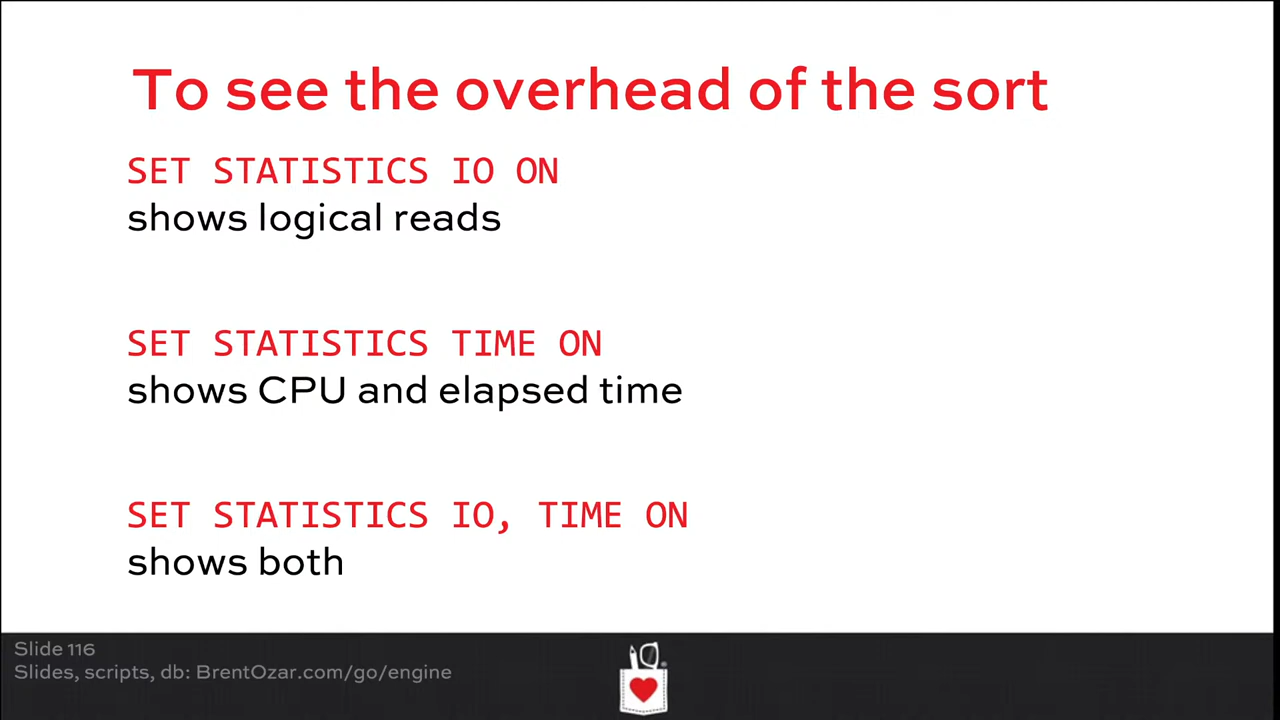 To see the overhead of the sort
SET STATISTICS IO ON
shows logical reads
SET STATISTICS TIME ON
shows CPU and elapsed time
SET STATISTICS IO, TIME ON
shows both
Slide 116
Slides, scripts, db: BrentOzar.com/go/engine